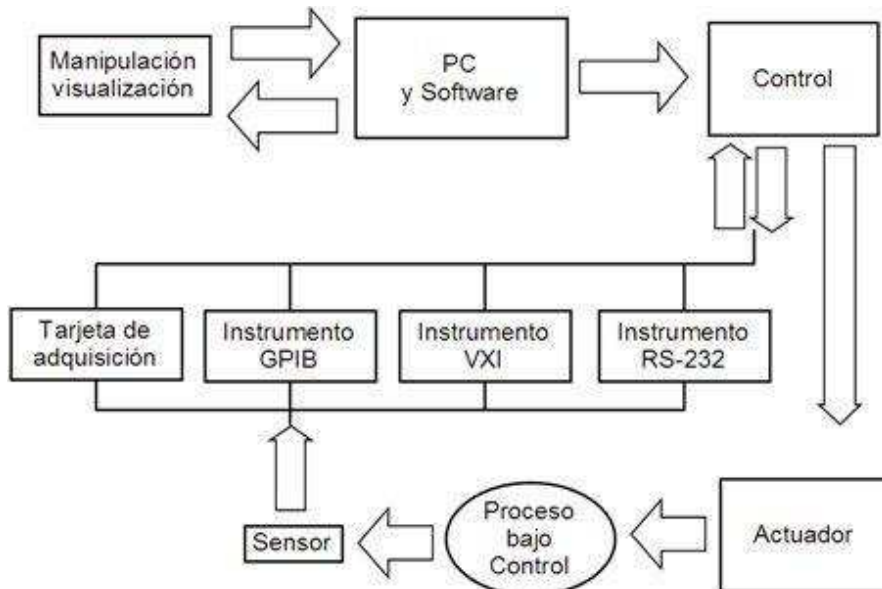 Manipulación
visualización
PC
y Software
Control
Tarjeta de
adquisición
Instrumento
GPIB
Instrumento
VXI
Instrumento
RS-232
Sensor
Proceso
bajo
Control
Actuador